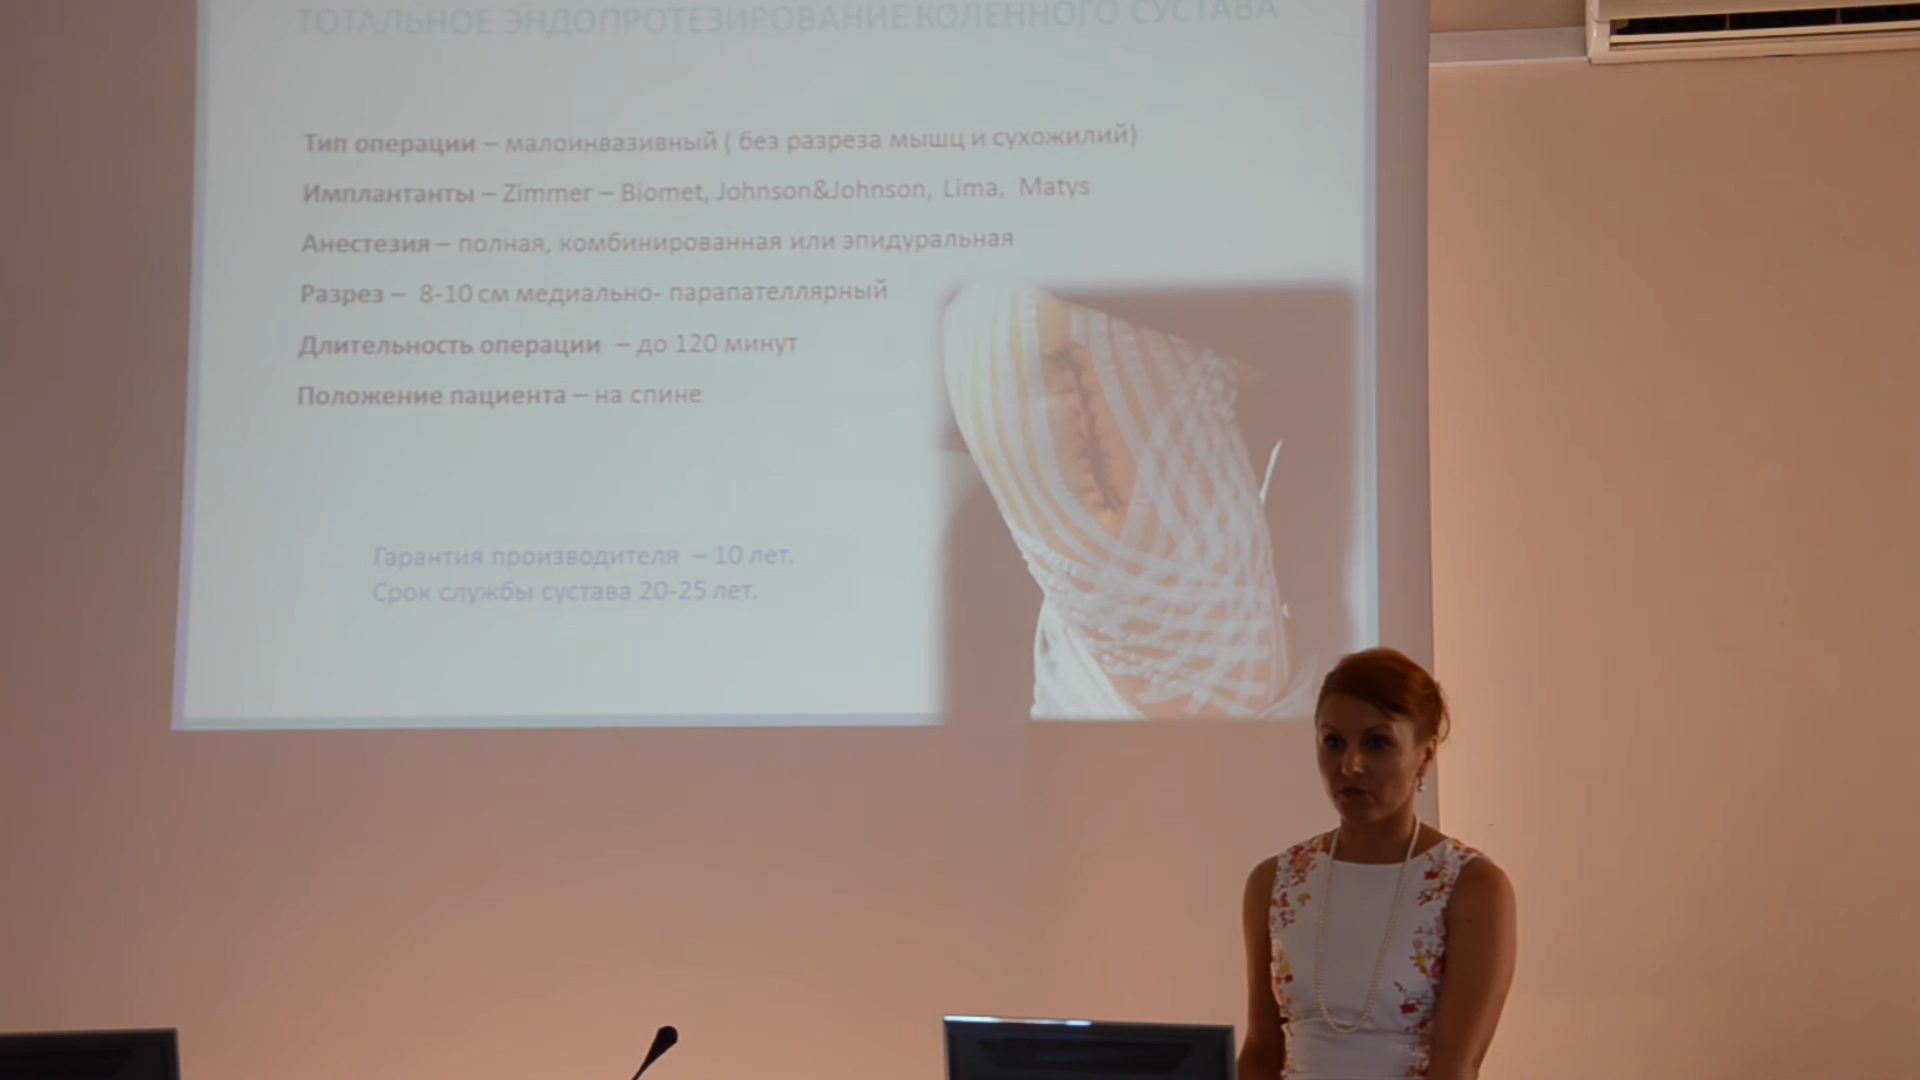 ТОТАЛЬНОЕ ЭНДОПРОТЕЗИРОВАНИЕ КОЛЕННОГО СУСТАВА
Тип операции – малоинвазивный ( без разреза мышц и сухожилий)
Имплантанты – Zimmer – Biomet, Johnson&Johnson, Lima, Matys
Анестезия – полная, комбинированная или эпидуральная
Разрез – 8-10 см медиально- парапателлярный
Длительность операции – до 120 минут
Положение пациента – на спине
Гарантия производителя – 10 лет.
Срок службы сустава 20-25 лет.